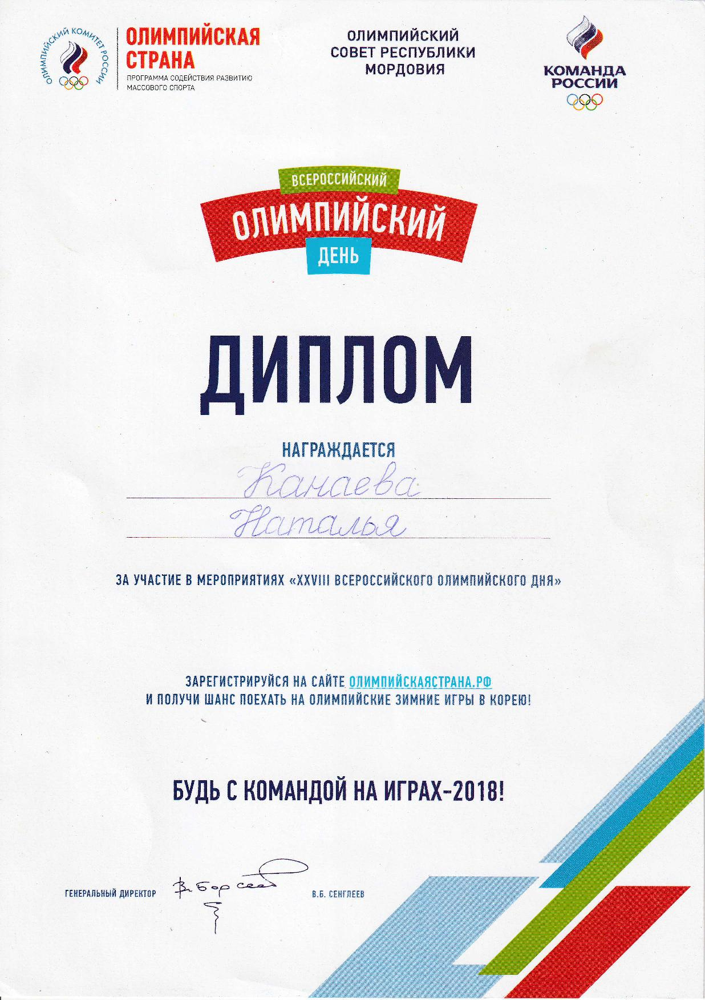 ОЛИМПИЙСКИЙ КОМИТЕТ РОССИИ
ОЛИМПИЙСКАЯ
СТРАНА
ПРОГРАММА СОДЕЙСТВИЯ РАЗВИТИЮ
МАССОВОГО СПОРТА
ОЛИМПИЙСКИЙ
СОВЕТ РЕСПУБЛИКИ
МОРДОВИЯ
КОМАНДА
РОССИИ
ВСЕРОССИЙСКИЙ
ОЛИМПИЙСКИЙ
ДЕНЬ
ДИПЛОМ
НАГРАЖДАЕТСЯ
Канаева
Наталья
ЗА УЧАСТИЕ В МЕРОПРИЯТИЯХ «XXVIII ВСЕРОССИЙСКОГО ОЛИМПИЙСКОГО ДНЯ»
ЗАРЕГИСТРИРУЙСЯ НА САЙТЕ ОЛИМПИЙСКАЯСТРАНА.РФ
И ПОЛУЧИ ШАНС ПОЕХАТЬ НА ОЛИМПИЙСКИЕ ЗИМНИЕ ИГРЫ В КОРЕЮ!
БУДЬ С КОМАНДОЙ НА ИГРАХ-2018!
ГЕНЕРАЛЬНЫЙ ДИРЕКТОР
В.Б. СЕНГЛЕЕВ